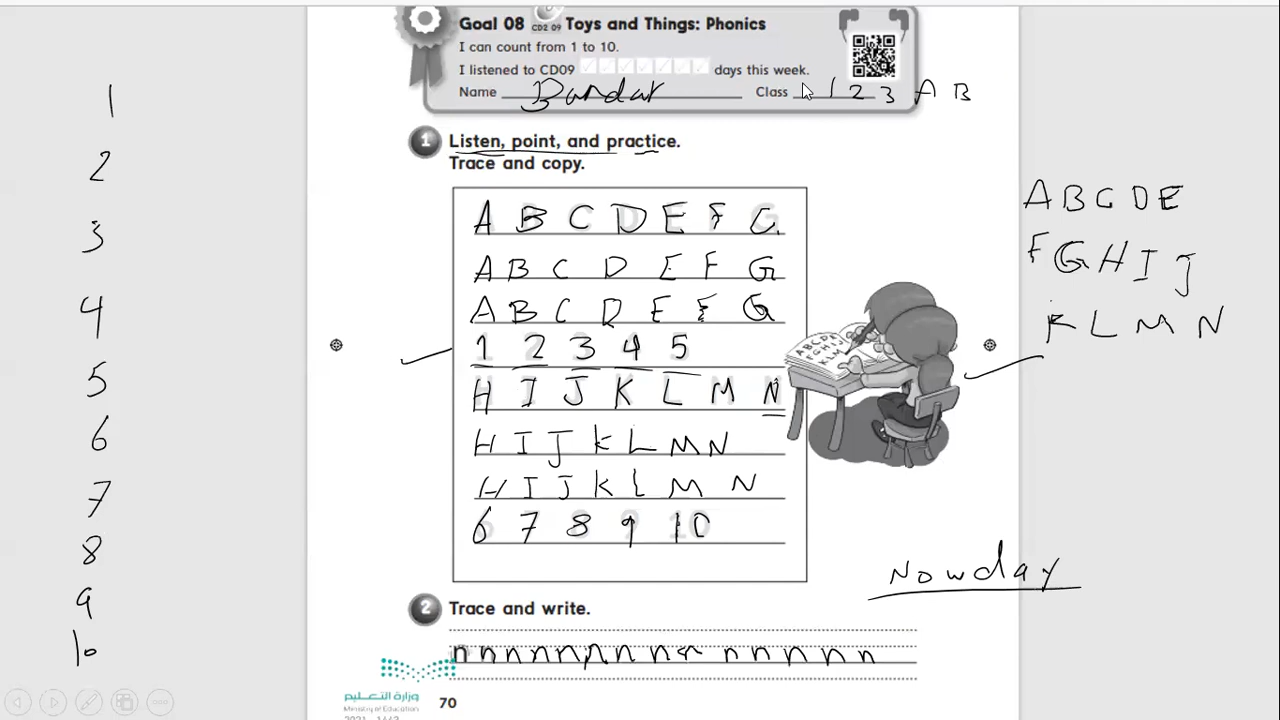 Goal 08 CD2 09 Toys and Things: Phonics
I can count from 1 to 10.
I listened to CD09 days this week.
Name Bandar Class 1 2 3 A B
1 Listen, point, and practice.
Trace and copy.
A B C D E F G
A B C D E F G
A B C D E F G
1 2 3 4 5
H I J K L M N
H I J K L M N
H I J K L M N
6 7 8 9 10
1
2
3
4
5
6
7
8
9
10
A B C D E
F G H I J
K L M N
A B C D E
F G H I J
K L M
Nowday
2 Trace and write.
n n n n n n n n n n n n n n
وزارة التعـــليم
Ministry of Education
2021 - 1443
70